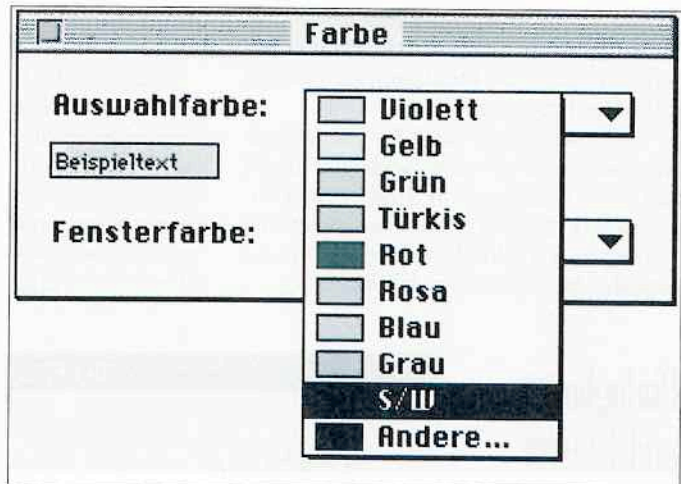 Farbe
Auswahlfarbe:
Beispieltext
Fensterfarbe:
Violett
Gelb
Grün
Türkis
Rot
Rosa
Blau
Grau
S/W
Andere...